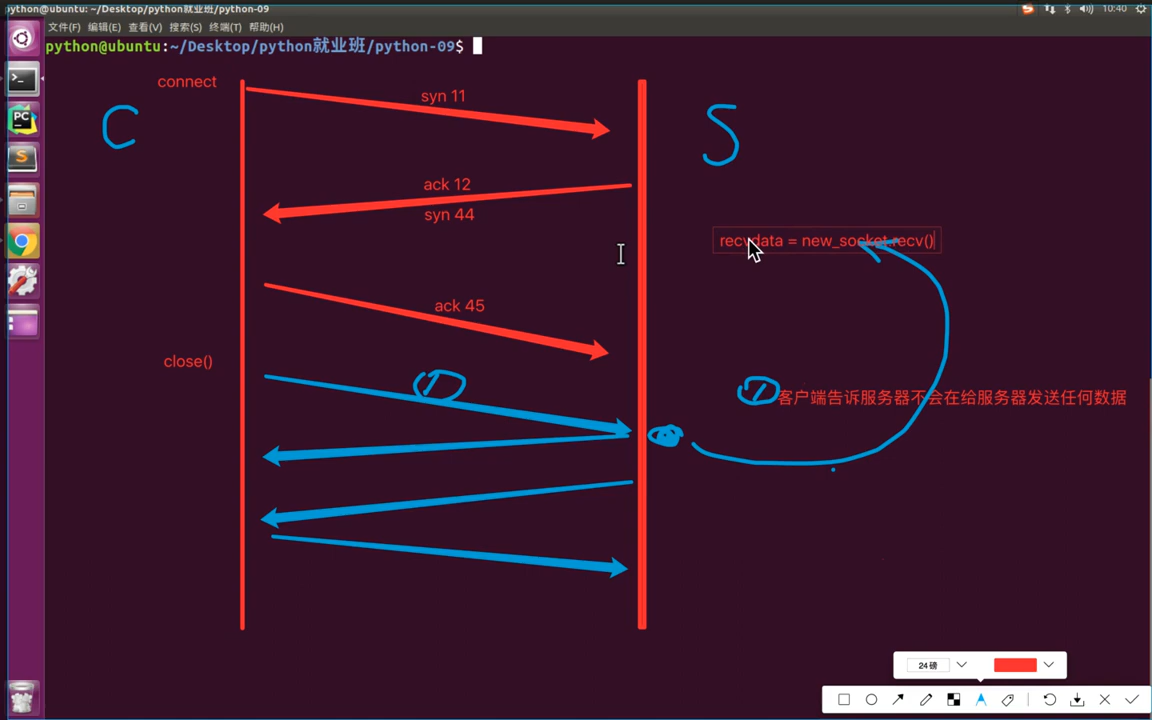 python@ubuntu: ~/Desktop/python就业班/python-09
10:40
文件(F) 编辑(E) 查看(V) 搜索(S) 终端(T) 帮助(H)
python@ubuntu:~/Desktop/python就业班/python-09$
connect
syn 11
C
S
ack 12
syn 44
recvdata = new_socket.recv()
ack 45
close()
1
1 客户端告诉服务器不会在给服务器发送任何数据
24磅